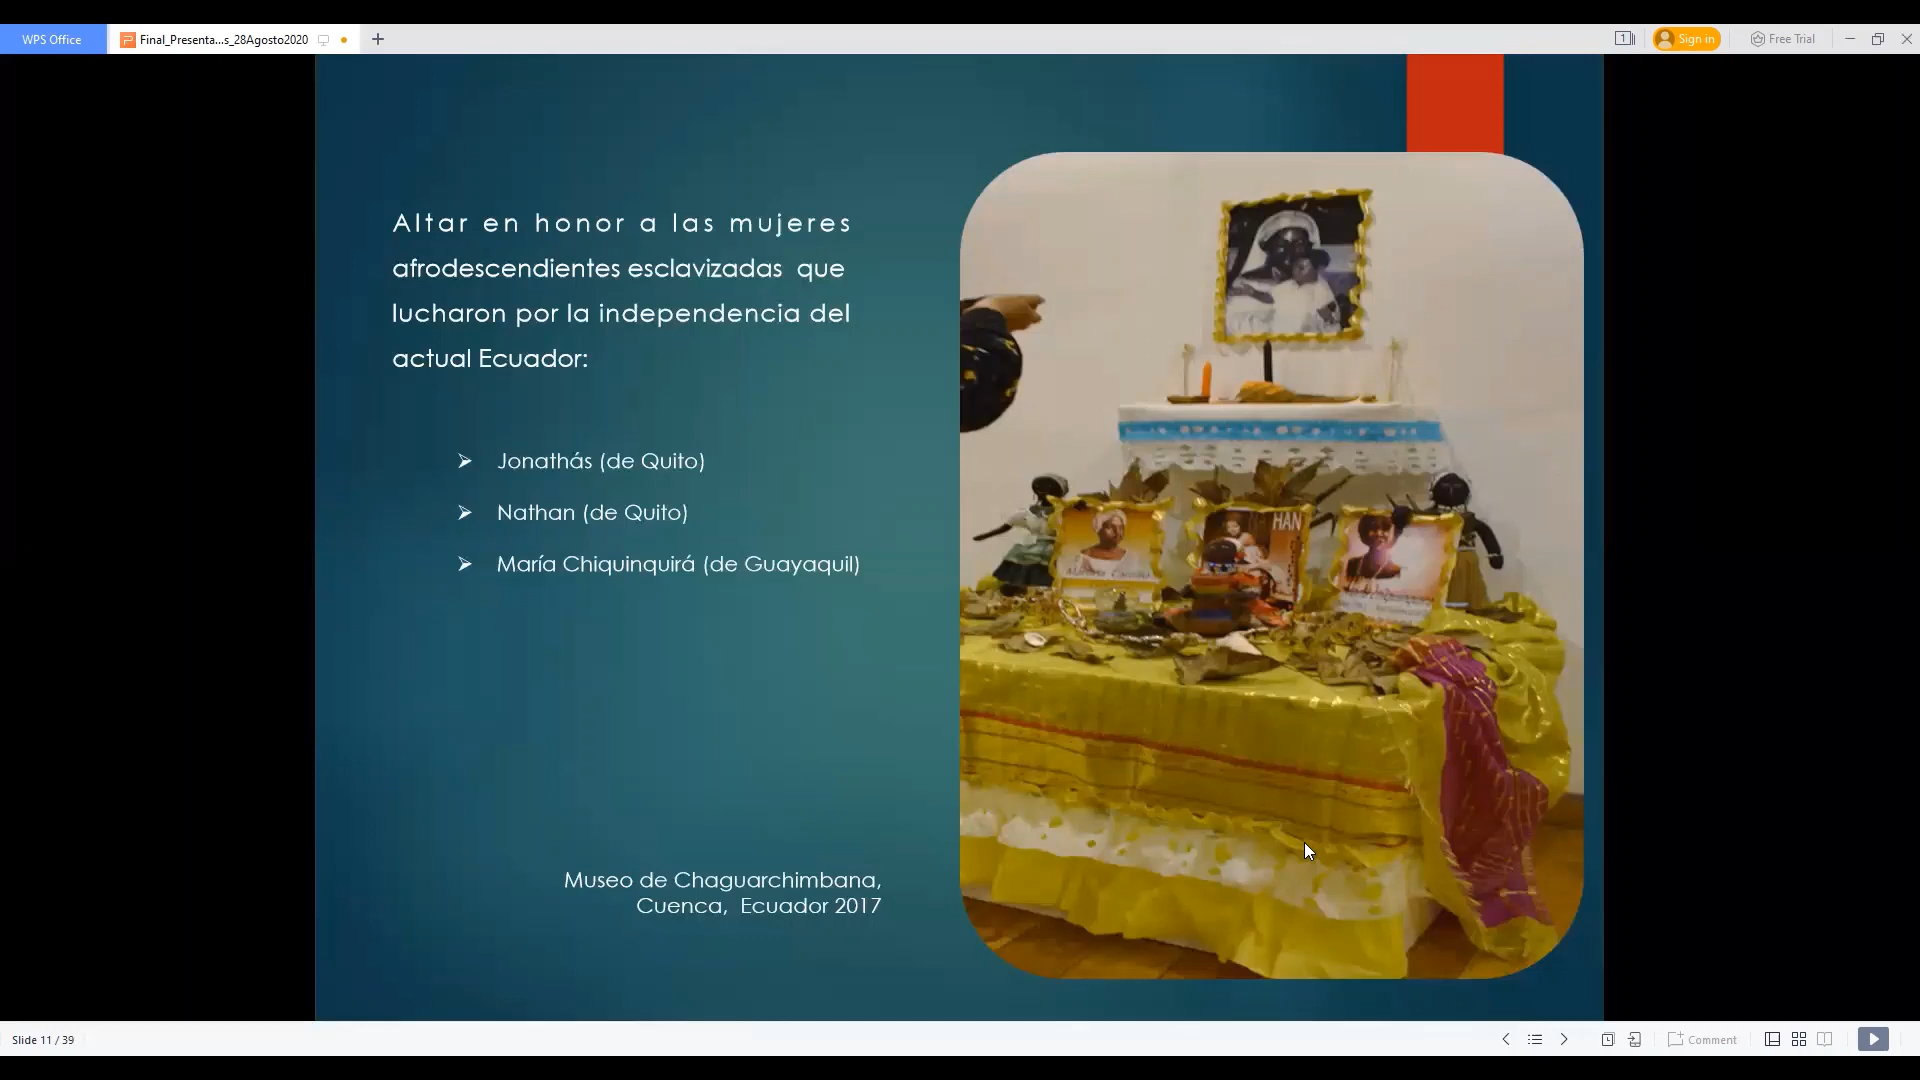 WPS Office
Final_Presenta...s_28Agosto2020
1
Sign in
Free Trial
Altar en honor a las mujeres
afrodescendientes esclavizadas que
lucharon por la independencia del
actual Ecuador:
Jonathás (de Quito)
Nathan (de Quito)
María Chiquinquirá (de Guayaquil)
HAN
Museo de Chaguarchimbana,
Cuenca, Ecuador 2017
Slide 11 / 39
Comment